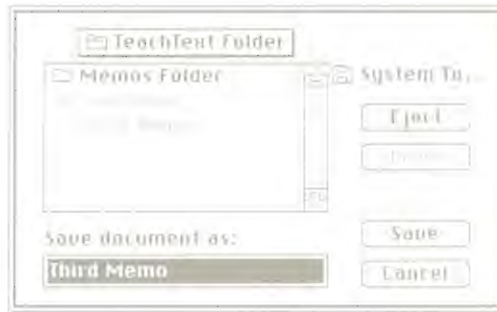 TeachText Folder
Memos Folder
System To...
Eject
Save document as:
Save
Third Memo
Cancel